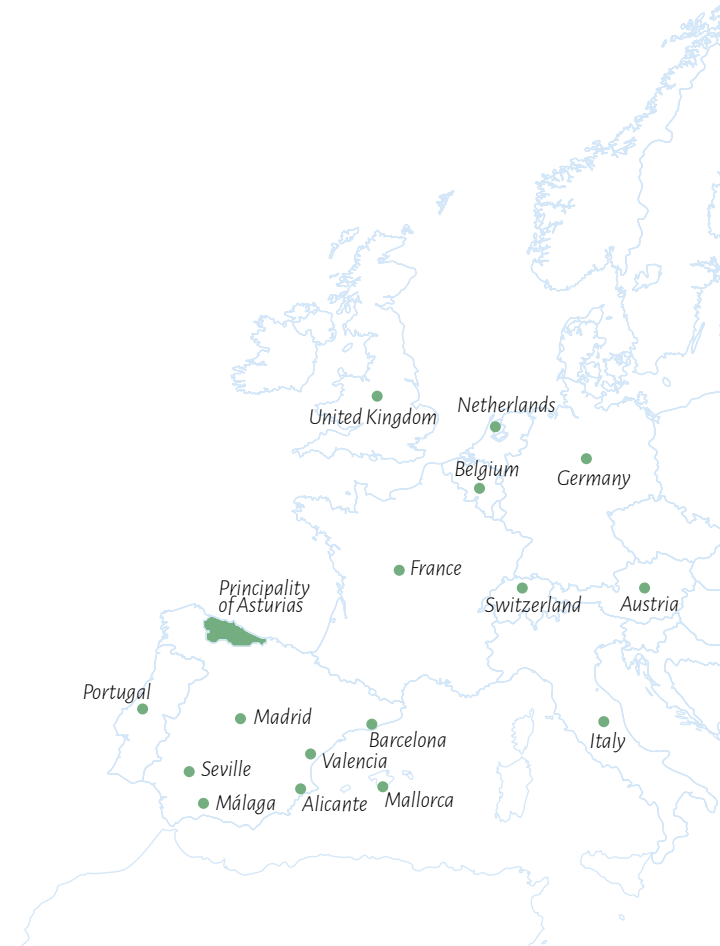 Netherlands
United Kingdom
Belgium
Germany
France
Principality
of Asturias
Switzerland
Austria
Portugal
Madrid
Barcelona
Italy
Valencia
Seville
Málaga
Alicante
Mallorca